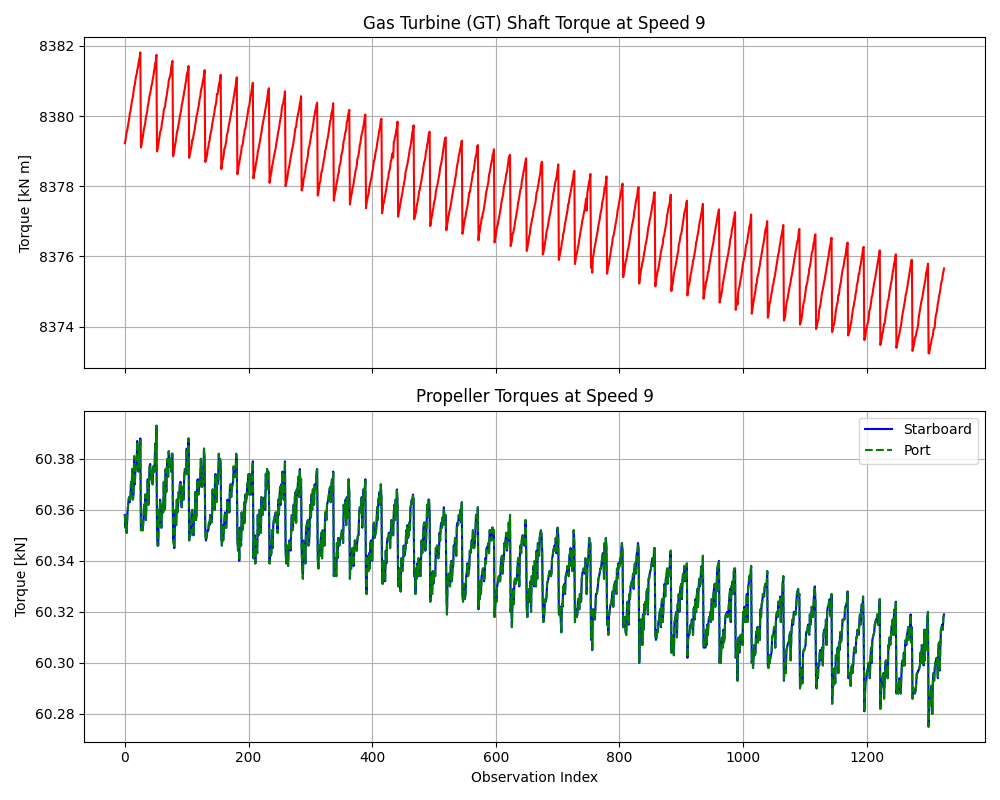 Gas Turbine (GT) Shaft Torque at Speed 9
8382
8380
8378
8376
8374
Torque [kN m]
Propeller Torques at Speed 9
Starboard
Port
60.38
60.36
60.34
60.32
60.30
60.28
Torque [kN]
0 200 400 600 800 1000 1200
Observation Index